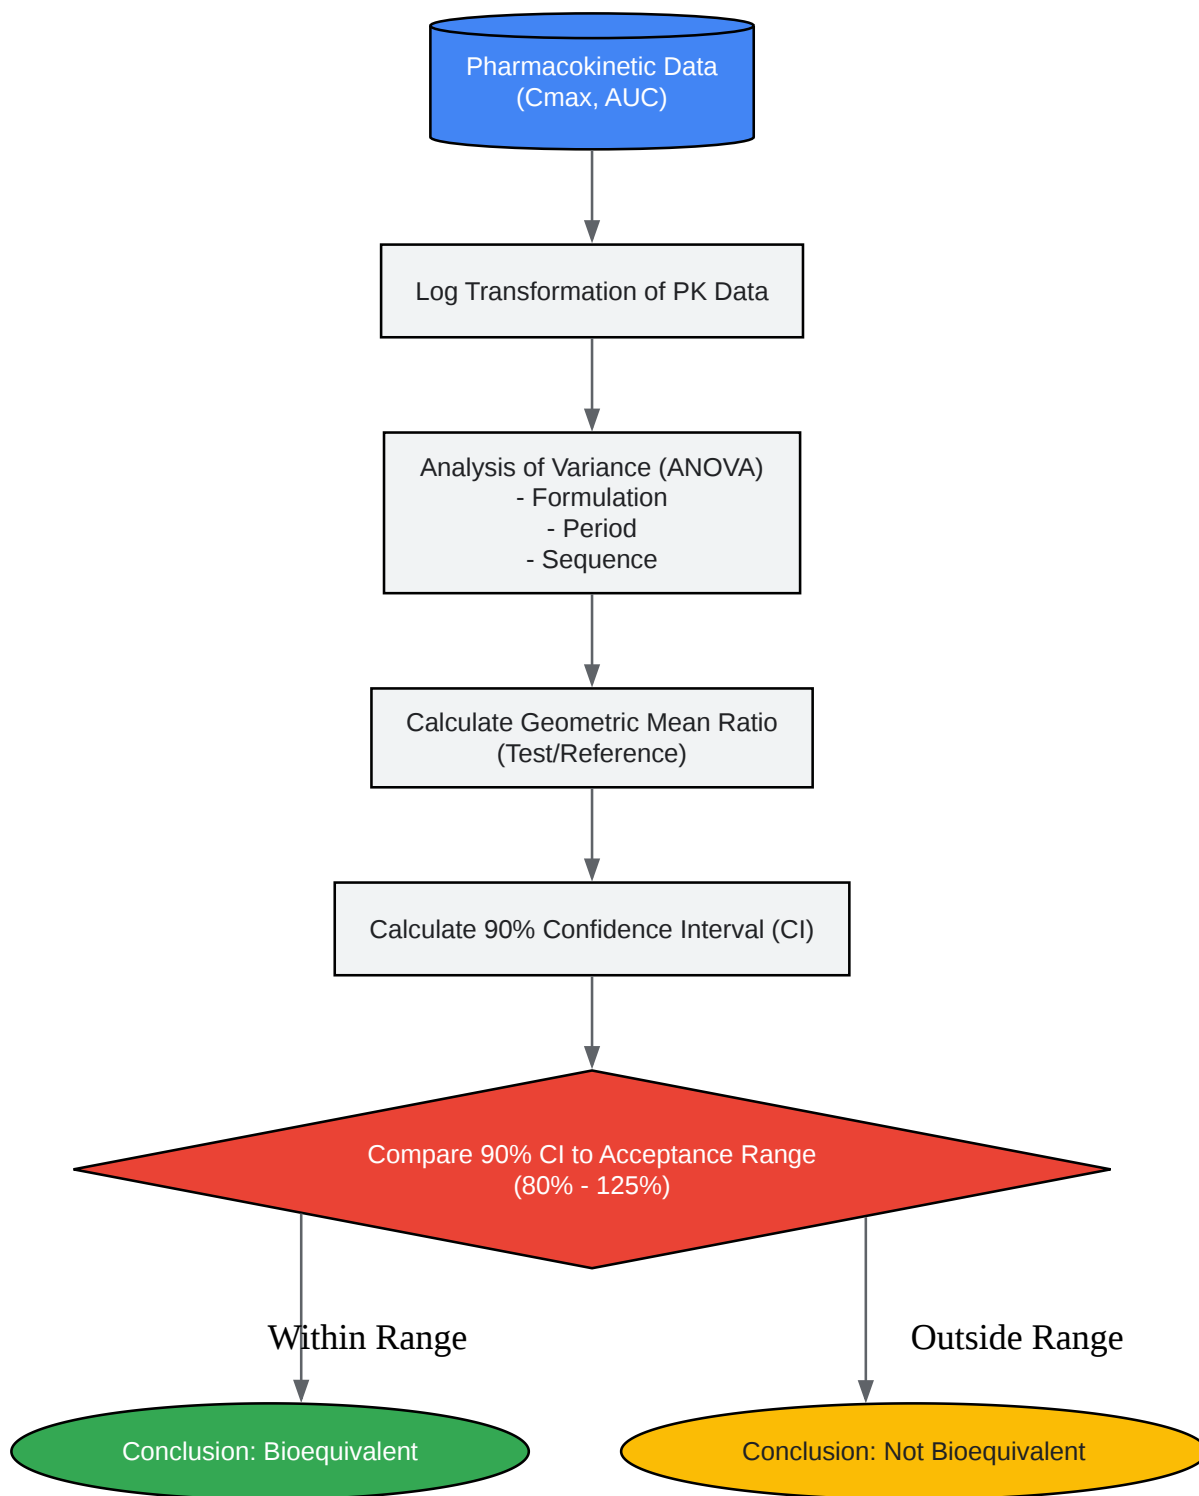 Pharmacokinetic Data
(Cmax, AUC)
Log Transformation of PK Data
Analysis of Variance (ANOVA)
- Formulation
- Period
- Sequence
Calculate Geometric Mean Ratio
(Test/Reference)
Calculate 90% Confidence Interval (CI)
Compare 90% CI to Acceptance Range
(80% - 125%)
Within Range
Outside Range
Conclusion: Bioequivalent
Conclusion: Not Bioequivalent